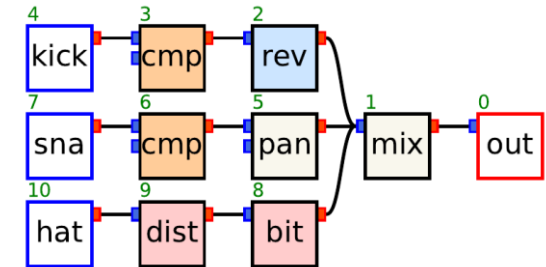 4 3 2
kick cmp rev
7 6 5 1 0
sna cmp pan mix out
10 9 8
hat dist bit